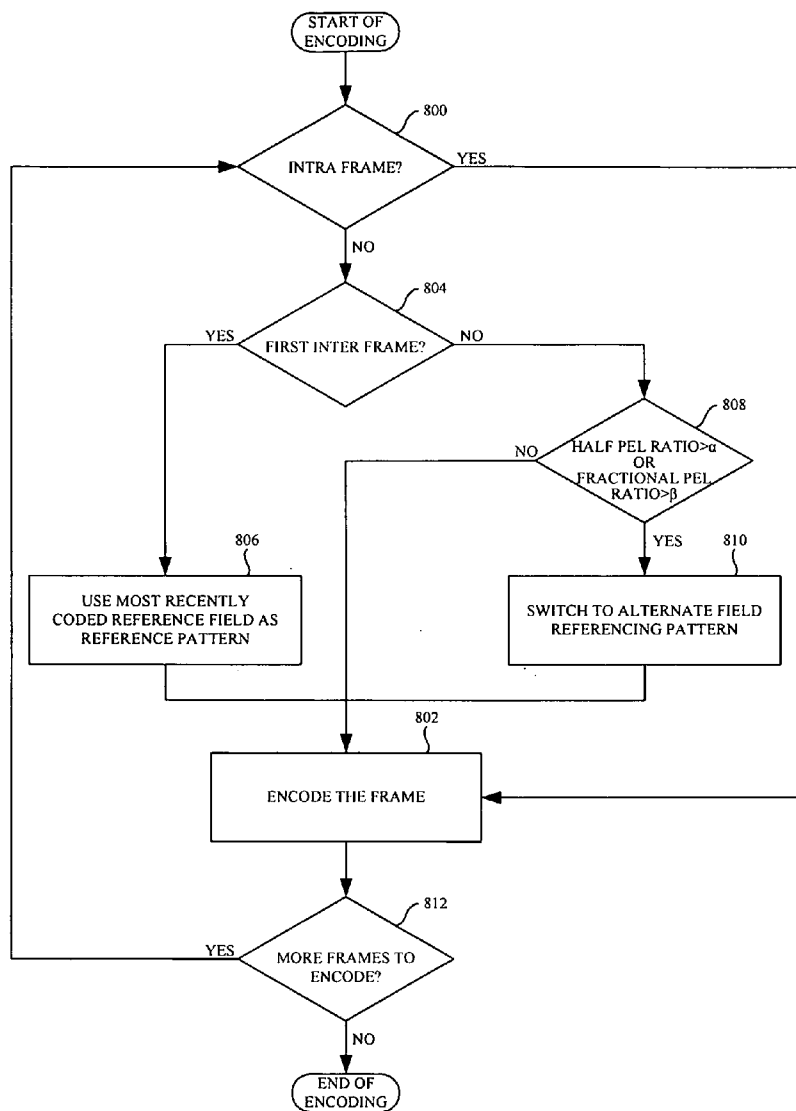 START OF
ENCODING
800
INTRA FRAME?
YES
NO
804
YES
FIRST INTER FRAME?
NO
808
NO
HALF PEL RATIO>α
OR
FRACTIONAL PEL
RATIO>β
YES
806
810
USE MOST RECENTLY
CODED REFERENCE FIELD AS
REFERENCE PATTERN
SWITCH TO ALTERNATE FIELD
REFERENCING PATTERN
802
ENCODE THE FRAME
812
YES
MORE FRAMES TO
ENCODE?
NO
END OF
ENCODING